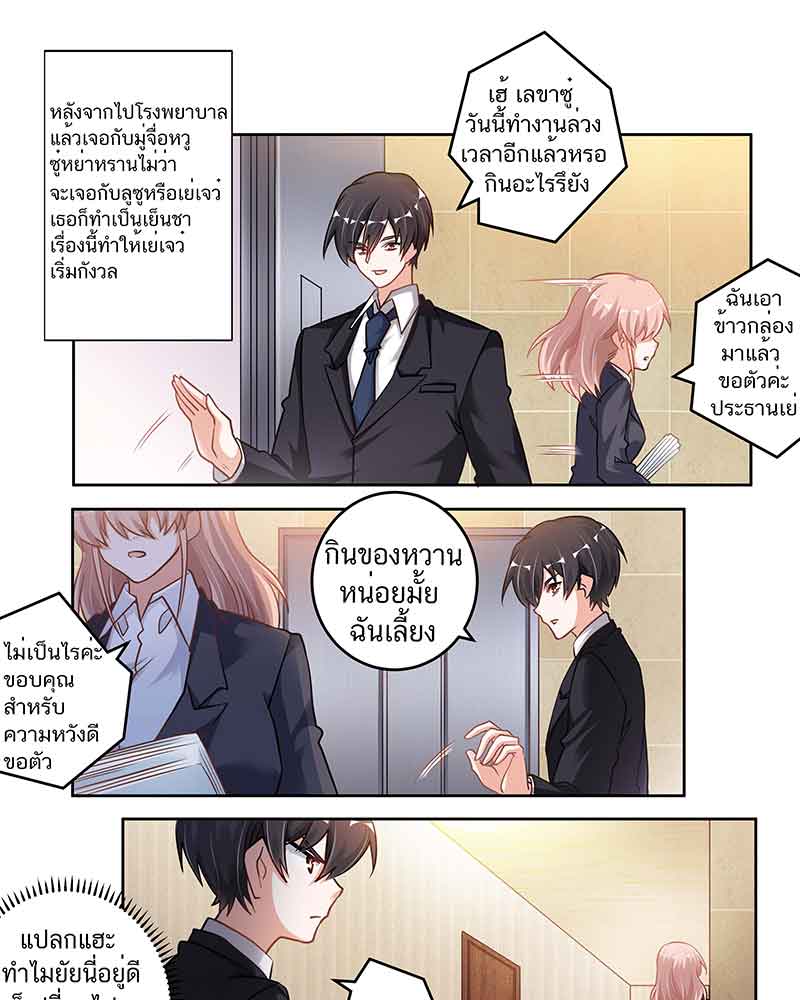 หลังจากไปโรงพยาบาล
แล้วเจอกับมู่จื่อหวู
ซู๋หย่าหรานไม่ว่า
จะเจอกับลูซูหรือเย่เจว๋
เธอก็ทำเป็นเย็นชา
เรื่องนี้ทำให้เย่เจว๋
เริ่มกังวล
เฮ้ เลขาซู๋
วันนี้ทำงานล่วง
เวลาอีกแล้วหรอ
กินอะไรรึยัง
ฉันเอา
ข้าวกล่อง
มาแล้ว
ขอตัวค่ะ
ประธานเย่
กินของหวาน
หน่อยมั้ย
ฉันเลี้ยง
ไม่เป็นไรค่ะ
ขอบคุณ
สำหรับ
ความหวังดี
ขอตัว
แปลกแฮะ
ทำไมยัยนี่อยู่ดี